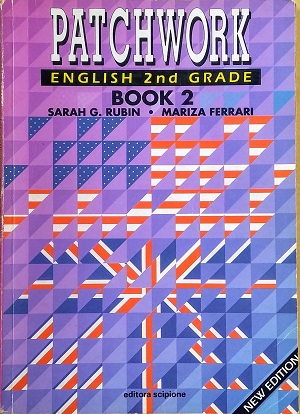 PATCHWORK
ENGLISH 2nd GRADE
BOOK 2
SARAH G. RUBIN • MARIZA FERRARI
NEW EDITION
editora scipione